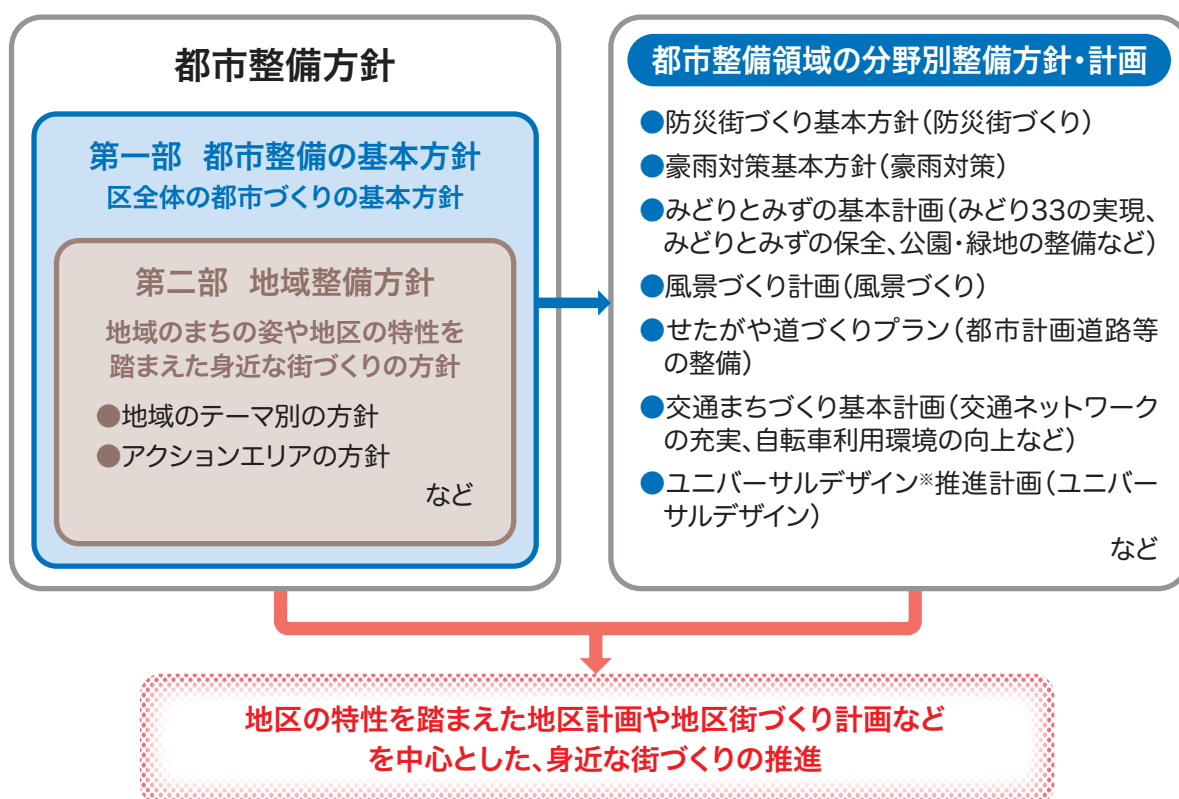 都市整備方針
第一部 都市整備の基本方針
区全体の都市づくりの基本方針
第二部 地域整備方針
地域のまちの姿や地区の特性を
踏まえた身近な街づくりの方針
●地域のテーマ別の方針
●アクションエリアの方針
など
都市整備領域の分野別整備方針・計画
●防災街づくり基本方針(防災街づくり)
●豪雨対策基本方針(豪雨対策)
●みどりとみずの基本計画(みどり33の実現、
みどりとみずの保全、公園・緑地の整備など)
●風景づくり計画(風景づくり)
●せたがや道づくりプラン(都市計画道路等
の整備)
●交通まちづくり基本計画(交通ネットワーク
の充実、自転車利用環境の向上など)
●ユニバーサルデザイン※推進計画(ユニバー
サルデザイン)
など
地区の特性を踏まえた地区計画や地区街づくり計画など
を中心とした、身近な街づくりの推進